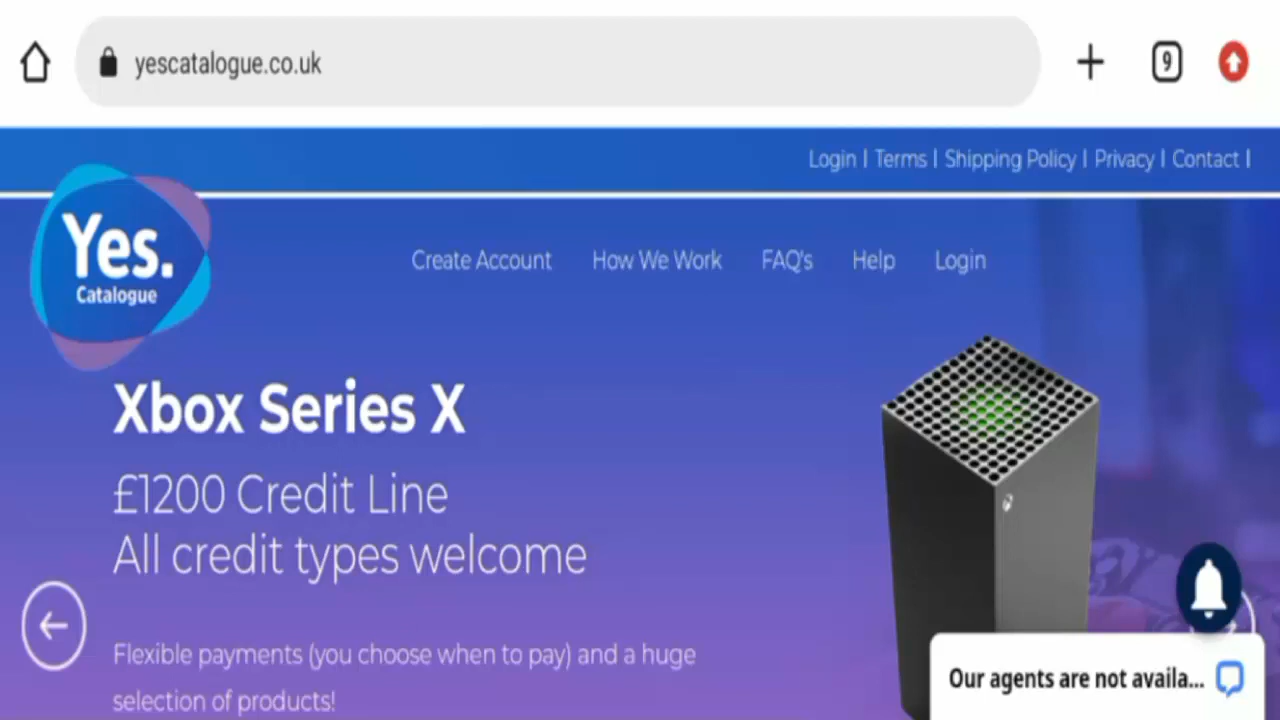 yescatalogue.co.uk
9
Login | Terms | Shipping Policy | Privacy | Contact |
Yes.
Catalogue
Create Account How We Work FAQ's Help Login
Xbox Series X
£1200 Credit Line
All credit types welcome
Flexible payments (you choose when to pay) and a huge
selection of products!
Our agents are not availa...